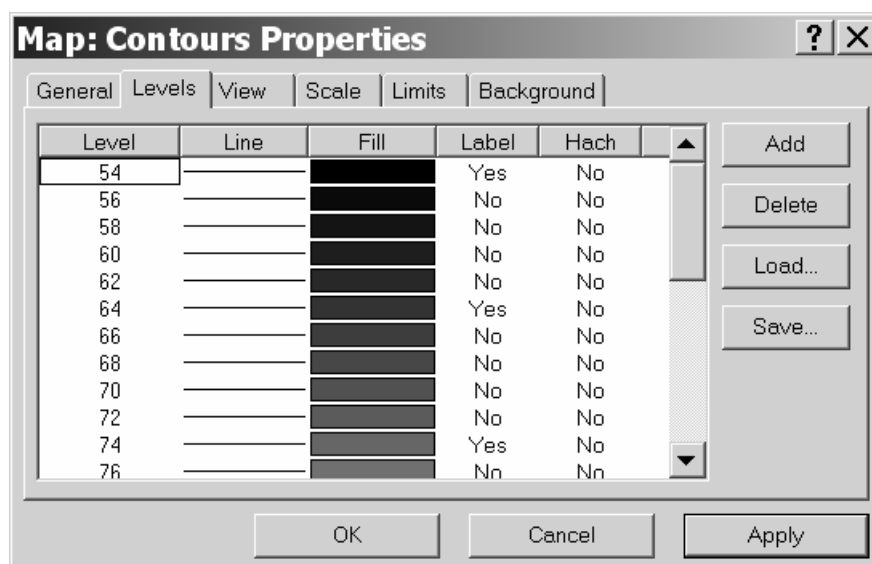 Map: Contours Properties ? X
General Levels View Scale Limits Background
Level Line Fill Label Hach
54 Yes No
56 No No
58 No No
60 No No
62 No No
64 Yes No
66 No No
68 No No
70 No No
72 No No
74 Yes No
76 No No
Add
Delete
Load...
Save...
OK Cancel Apply